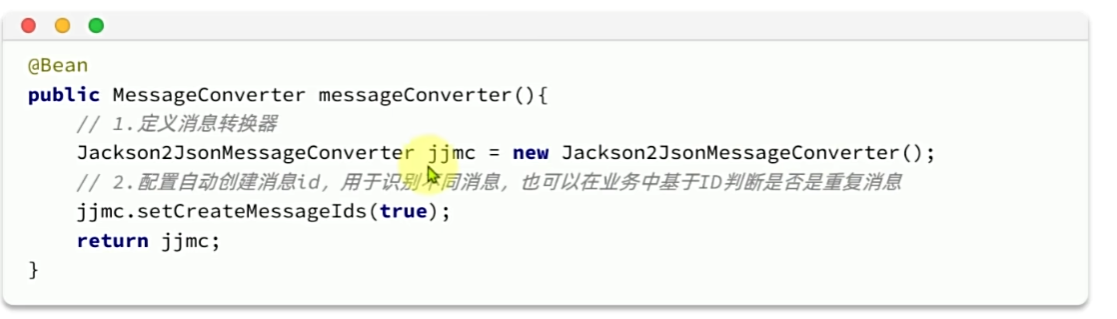 @Bean
public MessageConverter messageConverter(){
// 1.定义消息转换器
Jackson2JsonMessageConverter jjmc = new Jackson2JsonMessageConverter();
// 2.配置自动创建消息id，用于识别不同消息，也可以在业务中基于ID判断是否是重复消息
jjmc.setCreateMessageIds(true);
return jjmc;
}